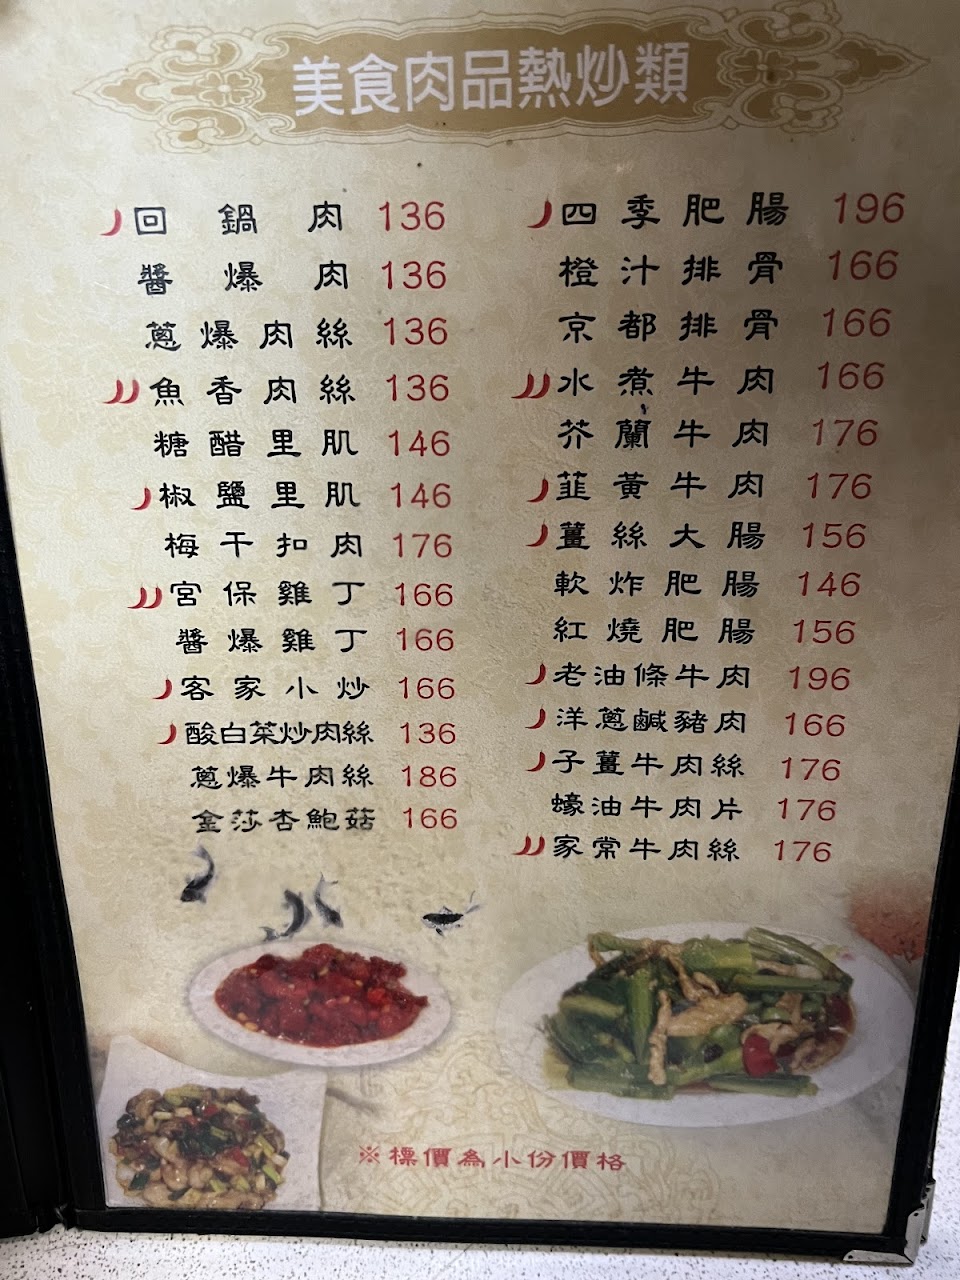 美食肉品熱炒類
回鍋肉 136
醬爆肉 136
蔥爆肉絲 136
魚香肉絲 136
糖醋里肌 146
椒鹽里肌 146
梅干扣肉 176
宮保雞丁 166
醬爆雞丁 166
客家小炒 166
酸白菜炒肉絲 136
蔥爆牛肉絲 186
金莎杏鮑菇 166
四季肥腸 196
橙汁排骨 166
京都排骨 166
水煮牛肉 166
芥蘭牛肉 176
韮黃牛肉 176
薑絲大腸 156
軟炸肥腸 146
紅燒肥腸 156
老油條牛肉 196
洋蔥鹹豬肉 166
子薑牛肉絲 176
蠔油牛肉片 176
家常牛肉絲 176
※標價為小份價格